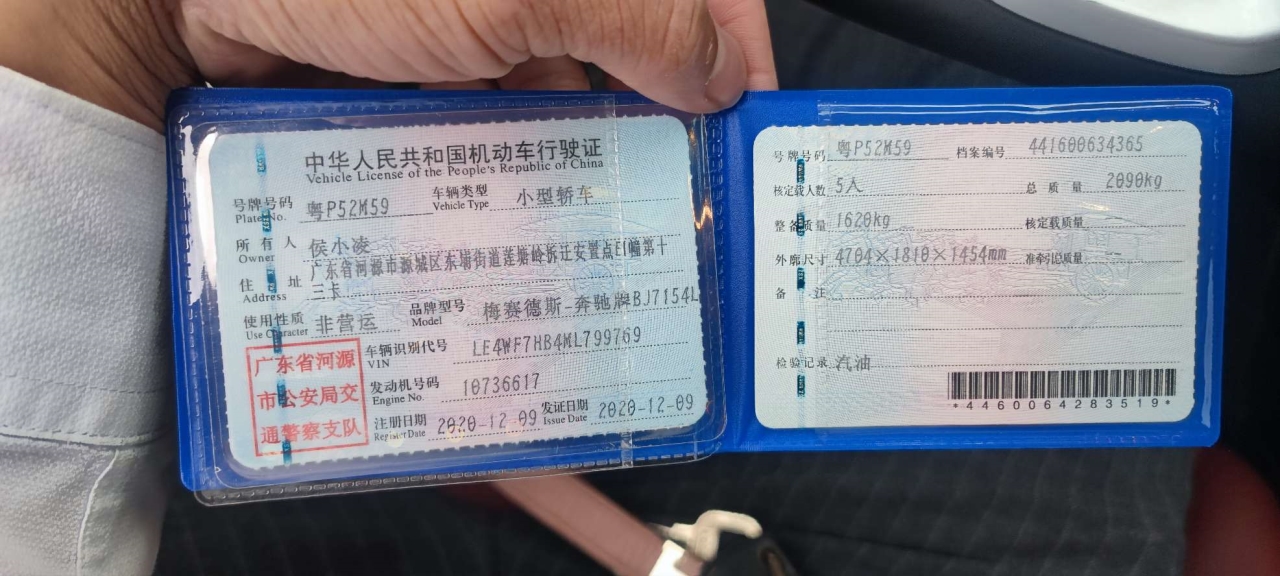 中华人民共和国机动车行驶证
Vehicle License of the People's Republic of China
号牌号码 粤P52M59 车辆类型 小型轿车
Plate No. Vehicle Type
所有人 侯小凌
Owner
住址 广东省河源市源城区东埔街道莲塘岭拆迁安置点 幢第十
Address 三卡
使用性质 非营运 品牌型号 梅赛德斯-奔驰牌BJ7154L
Use Character Model
广东省河源
市公安局交
通警察支队
车辆识别代号 LE4WF7HB4ML799769
VIN
发动机号码 10736617
Engine No.
注册日期 2020-12-09 发证日期 2020-12-09
Register Date Issue Date
号牌号码 粤P52M59 档案编号 441600634365
核定载人数 5人 总质量 2090kg
整备质量 1620kg 核定载质量
外廓尺寸 4704×1810×1454mm 准牵引总质量
备注
检验记录 汽油
*4460064283519*